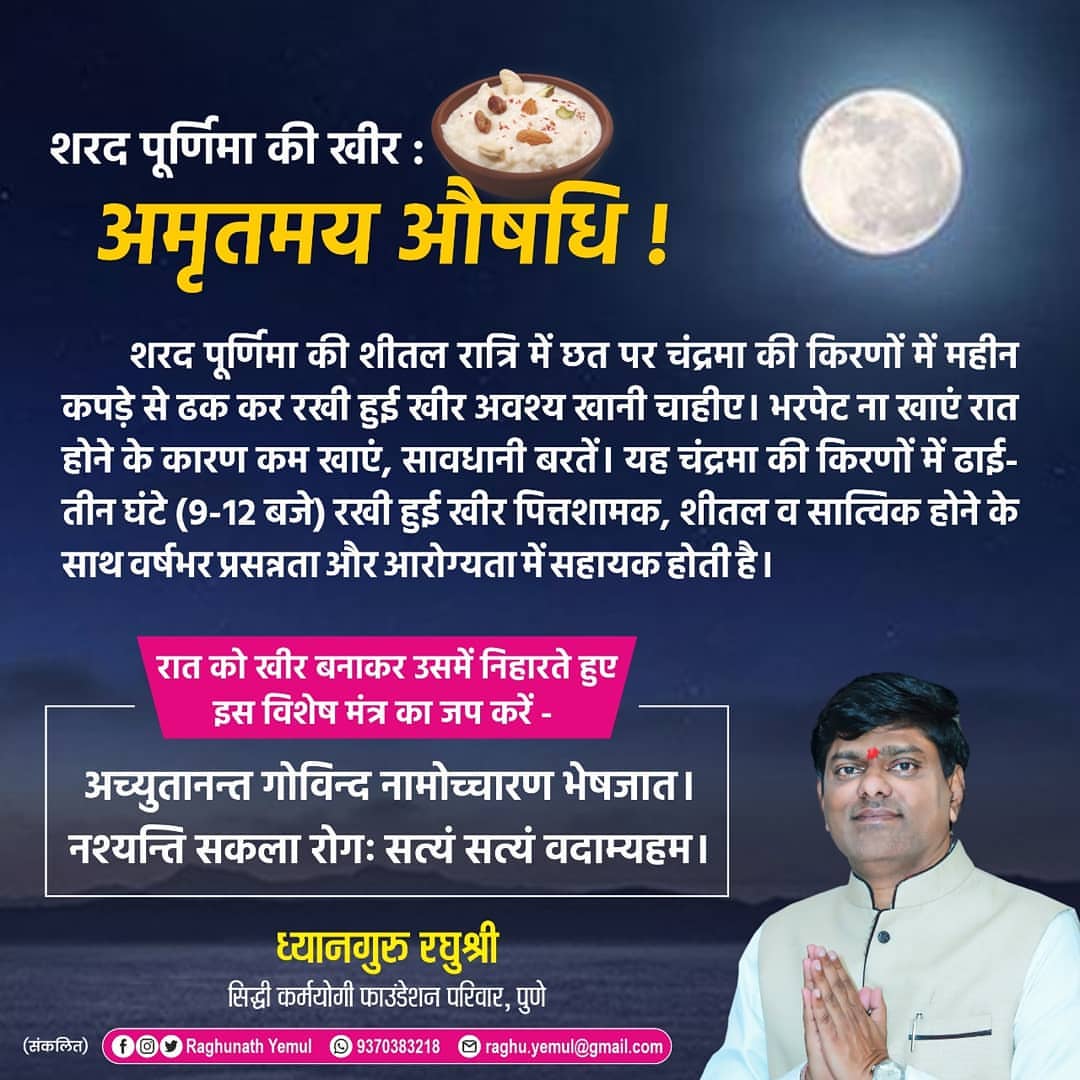 शरद पूर्णिमा की खीर :
अमृतमय औषधि !
शरद पूर्णिमा की शीतल रात्रि में छत पर चंद्रमा की किरणों में महीन
कपड़े से ढक कर रखी हुई खीर अवश्य खानी चाहीए। भरपेट ना खाएं रात
होने के कारण कम खाएं, सावधानी बरतें। यह चंद्रमा की किरणों में ढाई-
तीन घंटे (9-12 बजे) रखी हुई खीर पित्तशामक, शीतल व सात्विक होने के
साथ वर्षभर प्रसन्नता और आरोग्यता में सहायक होती है।
रात को खीर बनाकर उसमें निहारते हुए
इस विशेष मंत्र का जप करें -
अच्युतानन्त गोविन्द नामोच्चारण भेषजात।
नश्यन्ति सकला रोगः सत्यं सत्यं वदाम्यहम।
ध्यानगुरु रघुश्री
सिद्धी कर्मयोगी फाउंडेशन परिवार, पुणे
(संकलित) Raghunath Yemul 9370383218 raghu.yemul@gmail.com